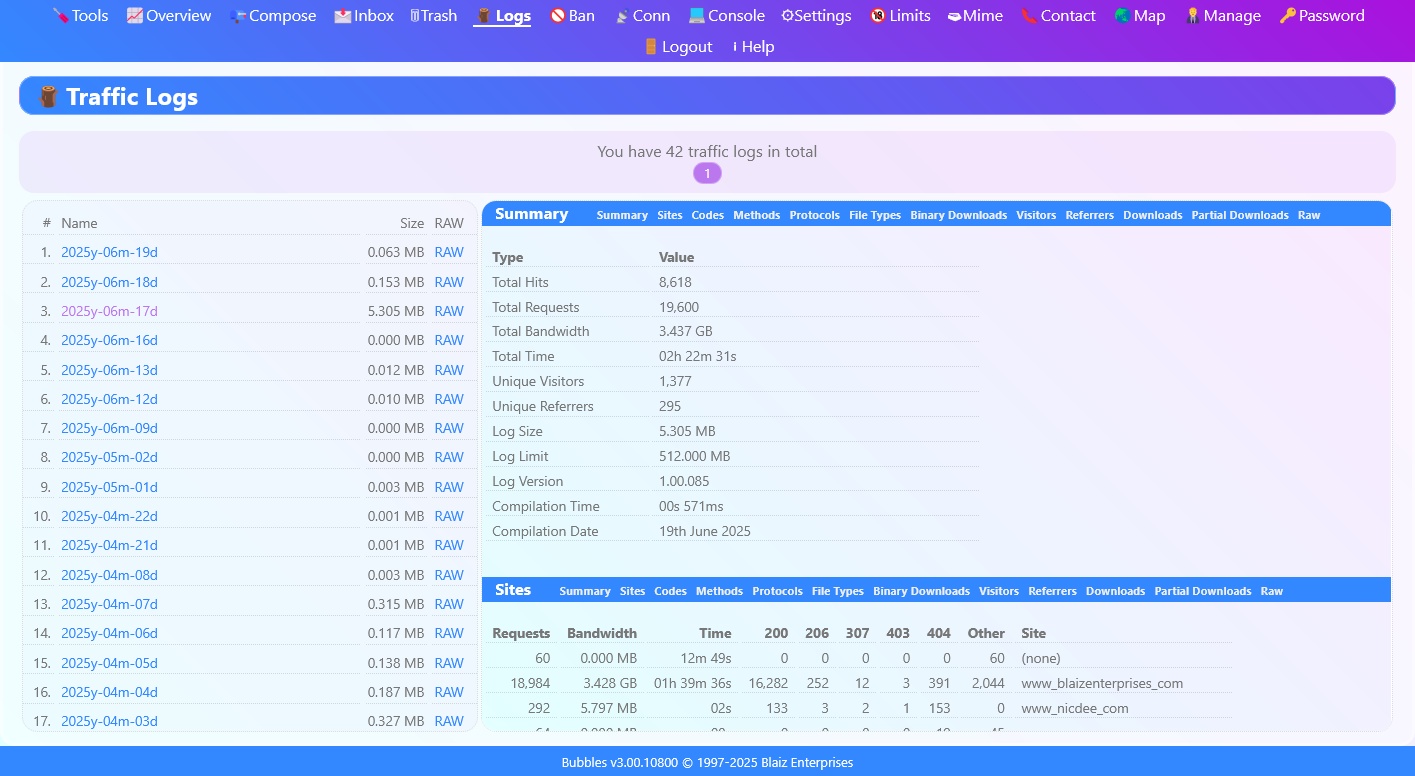 Tools Overview Compose Inbox Trash Logs Ban Conn Console Settings Limits Mime Contact Map Manage Password
Logout Help
Traffic Logs
You have 42 traffic logs in total
1
# Name Size RAW
1. 2025y-06m-19d 0.063 MB RAW
2. 2025y-06m-18d 0.153 MB RAW
3. 2025y-06m-17d 5.305 MB RAW
4. 2025y-06m-16d 0.000 MB RAW
5. 2025y-06m-13d 0.012 MB RAW
6. 2025y-06m-12d 0.010 MB RAW
7. 2025y-06m-09d 0.000 MB RAW
8. 2025y-05m-02d 0.000 MB RAW
9. 2025y-05m-01d 0.003 MB RAW
10. 2025y-04m-22d 0.001 MB RAW
11. 2025y-04m-21d 0.001 MB RAW
12. 2025y-04m-08d 0.003 MB RAW
13. 2025y-04m-07d 0.315 MB RAW
14. 2025y-04m-06d 0.117 MB RAW
15. 2025y-04m-05d 0.138 MB RAW
16. 2025y-04m-04d 0.187 MB RAW
17. 2025y-04m-03d 0.327 MB RAW
Summary Summary Sites Codes Methods Protocols File Types Binary Downloads Visitors Referrers Downloads Partial Downloads Raw
Type Value
Total Hits 8,618
Total Requests 19,600
Total Bandwidth 3.437 GB
Total Time 02h 22m 31s
Unique Visitors 1,377
Unique Referrers 295
Log Size 5.305 MB
Log Limit 512.000 MB
Log Version 1.00.085
Compilation Time 00s 571ms
Compilation Date 19th June 2025
Sites Summary Sites Codes Methods Protocols File Types Binary Downloads Visitors Referrers Downloads Partial Downloads Raw
Requests Bandwidth Time 200 206 307 403 404 Other Site
60 0.000 MB 12m 49s 0 0 0 0 0 60 (none)
18,984 3.428 GB 01h 39m 36s 16,282 252 12 3 391 2,044 www_blaizenterprises_com
292 5.797 MB 02s 133 3 2 1 153 0 www_nicdee_com
Bubbles v3.00.10800 © 1997-2025 Blaiz Enterprises